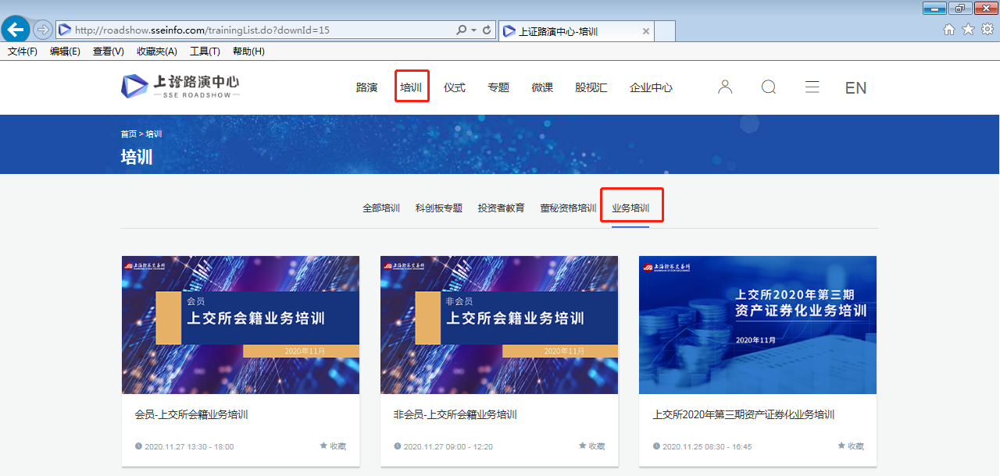 http://roadshow.sseinfo.com/trainingList.do?downId=15
上证路演中心-培训
文件(F) 编辑(E) 查看(V) 收藏夹(A) 工具(T) 帮助(H)
上證路演中心
SSE ROADSHOW
路演 培训 仪式 专题 微课 股视汇 企业中心 EN
首页 > 培训
培训
全部培训 科创板专题 投资者教育 董秘资格培训 业务培训
上海證券交易所
会员
上交所会籍业务培训
2020年11月
上海證券交易所
非会员
上交所会籍业务培训
2020年11月
上海證券交易所
上交所2020年第三期
资产证券化业务培训
2020年11月
会员-上交所会籍业务培训
2020.11.27 13:30 - 18:00 收藏
非会员-上交所会籍业务培训
2020.11.27 09:00 - 12:20 收藏
上交所2020年第三期资产证券化业务培训
2020.11.25 08:30 - 16:45 收藏